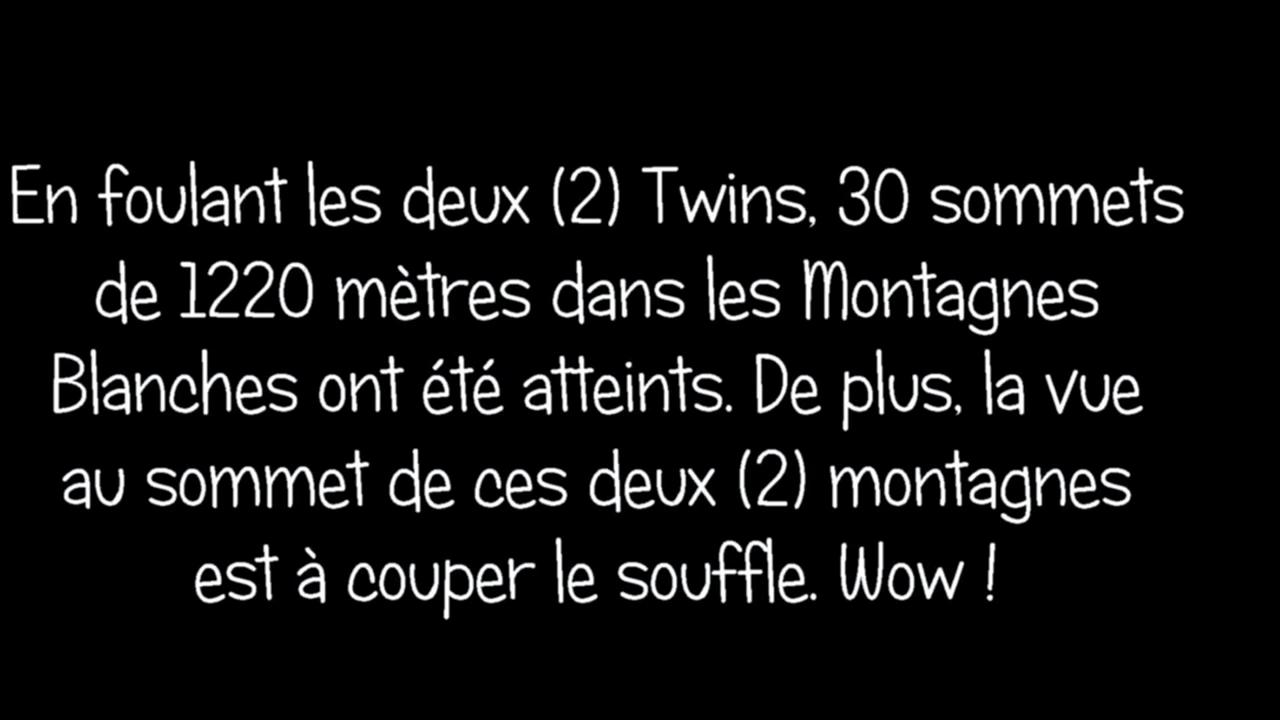 En foulant les deux (2) Twins, 30 sommets
de 1220 mètres dans les Montagnes
Blanches ont été atteints. De plus, la vue
au sommet de ces deux (2) montagnes
est à couper le souffle. Wow !